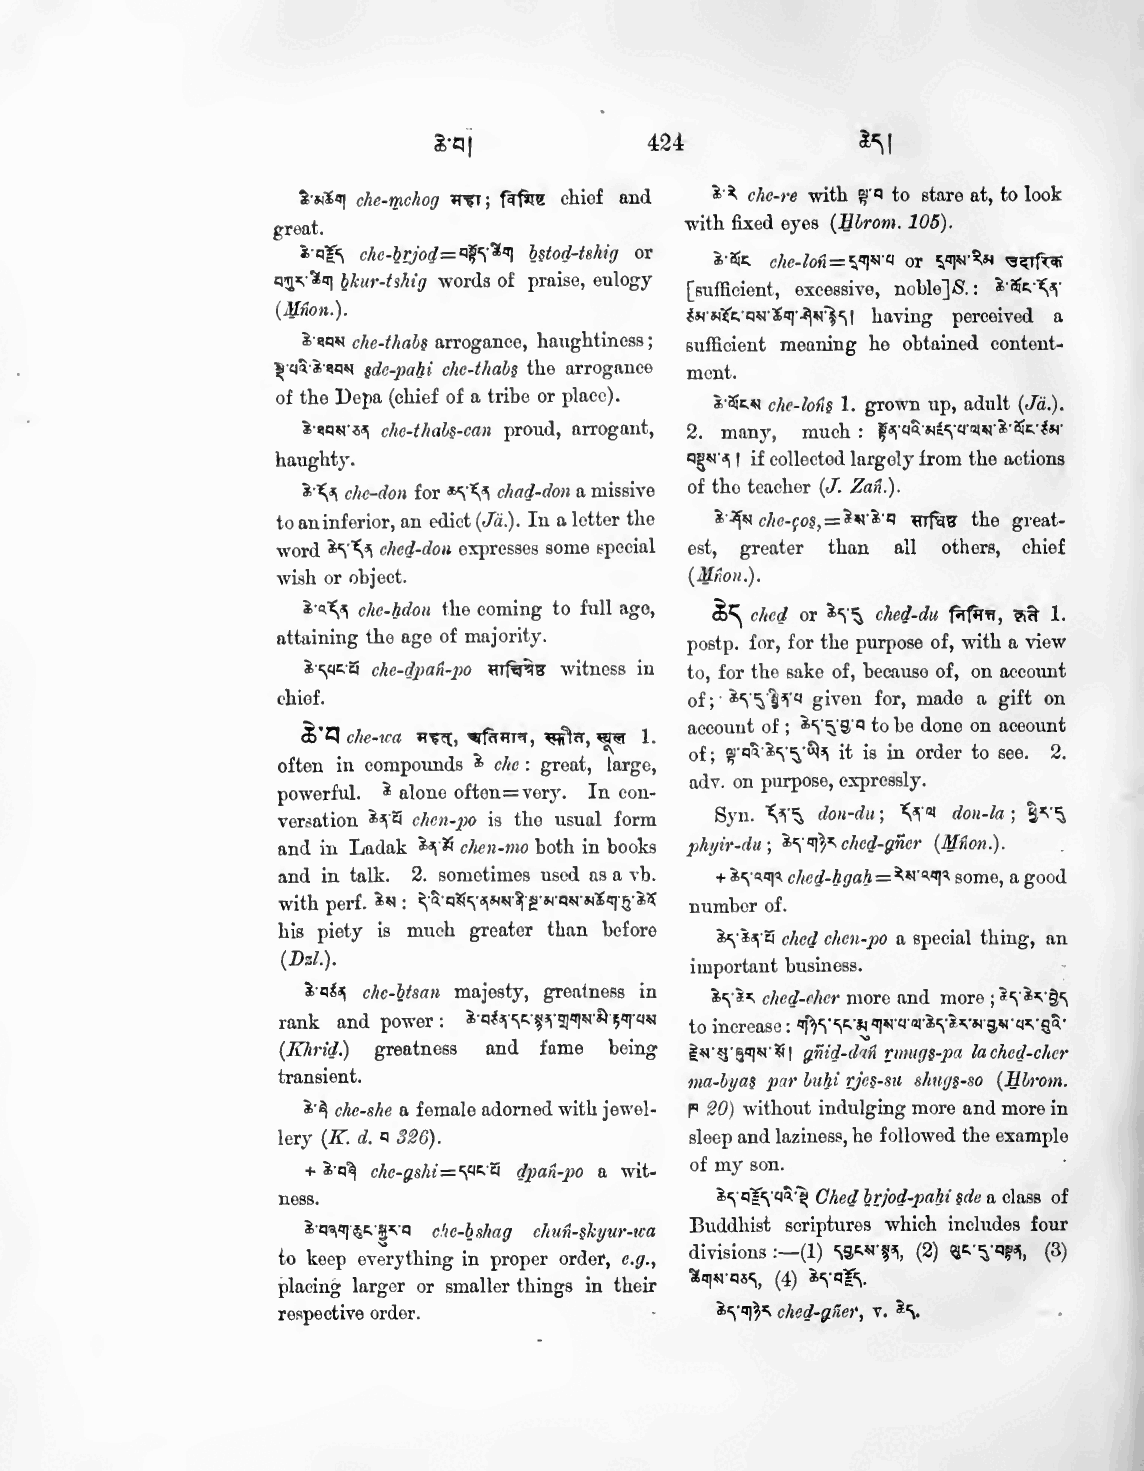 ཆེ་བ། 424 ཆེད།
ཆེ་མཆོག che-mchog महा; विशिष्ट chief and
great.
ཆེ་བརྗོད che-brjod=བསྟོད་ཚིག bstod-tshig or
བཀུར་ཚིག bkur-tshig words of praise, eulogy
(Mṅon.).
ཆེ་ཐབས che-thabs arrogance, haughtiness;
སྡེ་པའི་ཆེ་ཐབས sde-paḥi che-thabs the arrogance
of the Depa (chief of a tribe or place).
ཆེ་ཐབས་ཅན che-thabs-can proud, arrogant,
haughty.
ཆེ་དོན che-don for ཆད་དོན chad-don a missive
to an inferior, an edict (Jä.). In a letter the
word ཆེད་དོན ched-don expresses some special
wish or object.
ཆེ་འདོན che-ḥdon the coming to full age,
attaining the age of majority.
ཆེ་དཔང་པོ che-dpaṅ-po साक्षिश्रेष्ठ witness in
chief.
ཆེ་བ che-wa महत्, अतिमान, स्फीत, स्थूल 1.
often in compounds ཆེ che: great, large,
powerful. ཆེ alone often=very. In con-
versation ཆེན་པོ chen-po is the usual form
and in Ladak ཆེན་མོ chen-mo both in books
and in talk. 2. sometimes used as a vb.
with perf. ཆེས: དེའི་བསོད་ནམས་ནི་སྔ་མ་བས་མཆོག་ཏུ་ཆེའོ
his piety is much greater than before
(Dzl.).
ཆེ་བཙན che-btsan majesty, greatness in
rank and power: ཆེ་བཙན་དང་སྙན་གྲགས་མི་རྟག་པས
(Khrid.) greatness and fame being
transient.
ཆེ་ཤེ che-she a female adorned with jewel-
lery (K. d. བ 326).
+ ཆེ་བཞི che-gshi=དཔང་པོ dpaṅ-po a wit-
ness.
ཆེ་བཞག་ཆུང་སྐྱུར་བ che-bshag chuṅ-skyur-wa
to keep everything in proper order, e.g.,
placing larger or smaller things in their
respective order.
ཆེ་རེ che-re with ལྟ་བ to stare at, to look
with fixed eyes (Hbrom. 105).
ཆེ་ལོང che-loṅ=དགས་པ or དགས་རིམ उदारिक
[sufficient, excessive, noble]S.: ཆེ་ལོང་དོན་
ཙམ་མཐོང་བས་ཆོག་ཤེས་རྙེད། having perceived a
sufficient meaning he obtained content-
ment.
ཆེ་ལོངས che-loṅs 1. grown up, adult (Jä.).
2. many, much: སྟོན་པའི་མཛད་པ་ལས་ཆེ་ལོང་ཙམ་
བསྡུས་ན། if collected largely from the actions
of the teacher (J. Zaṅ.).
ཆེ་ཤོས che-ços,=ཆེས་ཆེ་བ साधिष्ठ the great-
est, greater than all others, chief
(Mṅon.).
ཆེད ched or ཆེད་དུ ched-du निमित्त, कृते 1.
postp. for, for the purpose of, with a view
to, for the sake of, because of, on account
of; ཆེད་དུ་སྦྱིན་པ given for, made a gift on
account of; ཆེད་དུ་བྱ་བ to be done on account
of; ལྟ་བའི་ཆེད་དུ་ཡིན it is in order to see. 2.
adv. on purpose, expressly.
Syn. དོན་དུ don-du; དོན་ལ don-la; ཕྱིར་དུ
phyir-du; ཆེད་གཉེར ched-gñer (Mṅon.).
+ ཆེད་འགའ ched-ḥgaḥ=རེས་འགའ some, a good
number of.
ཆེད་ཆེན་པོ ched chen-po a special thing, an
important business.
ཆེད་ཆེར ched-cher more and more; ཆེད་ཆེར་བྱེད
to increase: གཉིད་དང་རྨུགས་པ་ལ་ཆེད་ཆེར་མ་བྱས་པར་བུའི་
རྗེས་སུ་ཞུགས་སོ། gñid-daṅ rmugs-pa la ched-cher
ma-byas par buḥi rjes-su shugs-so (Hbrom.
ཁ 20) without indulging more and more in
sleep and laziness, he followed the example
of my son.
ཆེད་བརྗོད་པའི་སྡེ Ched brjod-paḥi sde a class of
Buddhist scriptures which includes four
divisions:—(1) དབྱངས་སྙན, (2) ལུང་དུ་བསྟན, (3)
ཚིགས་བཅད, (4) ཆེད་བརྗོད.
ཆེད་གཉེར ched-gñer, v. ཆེད.